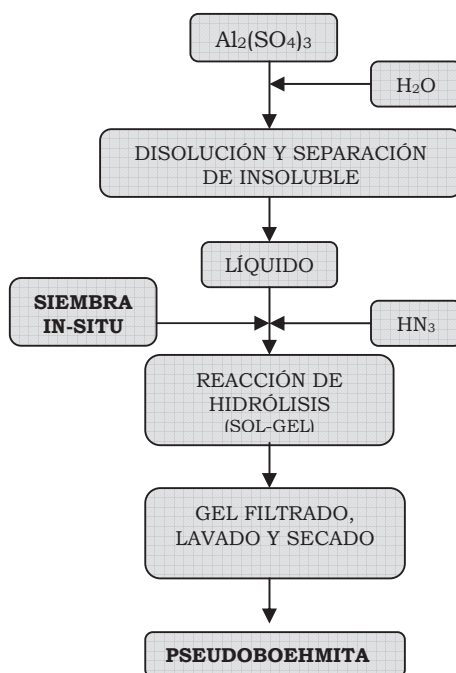 Al₂(SO₄)₃
H₂O
DISOLUCIÓN Y SEPARACIÓN
DE INSOLUBLE
LÍQUIDO
SIEMBRA
IN-SITU
HN₃
REACCIÓN DE
HIDRÓLISIS
(SOL-GEL)
GEL FILTRADO,
LAVADO Y SECADO
PSEUDOBOEHMITA